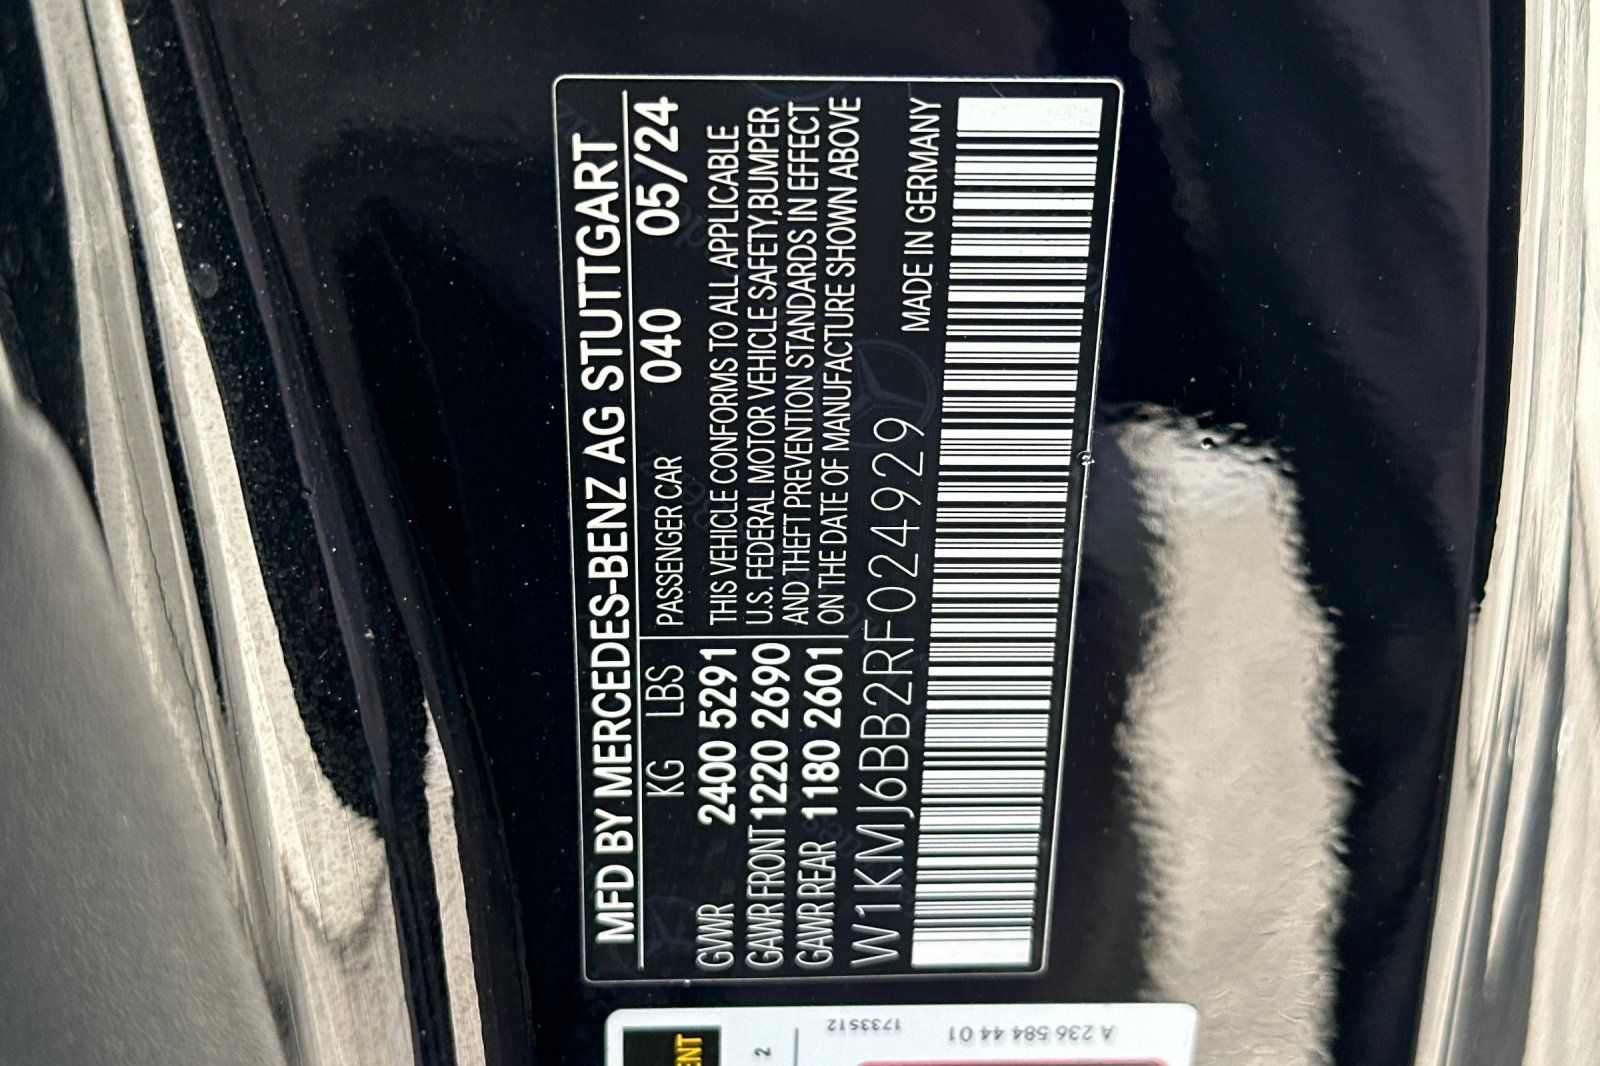 MFD BY MERCEDES-BENZ AG STUTTGART
KG LBS PASSENGER CAR 040 05/24
GVWR 2400 5291 THIS VEHICLE CONFORMS TO ALL APPLICABLE
GAWR FRONT 1220 2690 U.S. FEDERAL MOTOR VEHICLE SAFETY,BUMPER
GAWR REAR 1180 2601 AND THEFT PREVENTION STANDARDS IN EFFECT
ON THE DATE OF MANUFACTURE SHOWN ABOVE
W1KMJ6BB2RF024929 MADE IN GERMANY
ENT
2
1733512
A 236 584 44 01